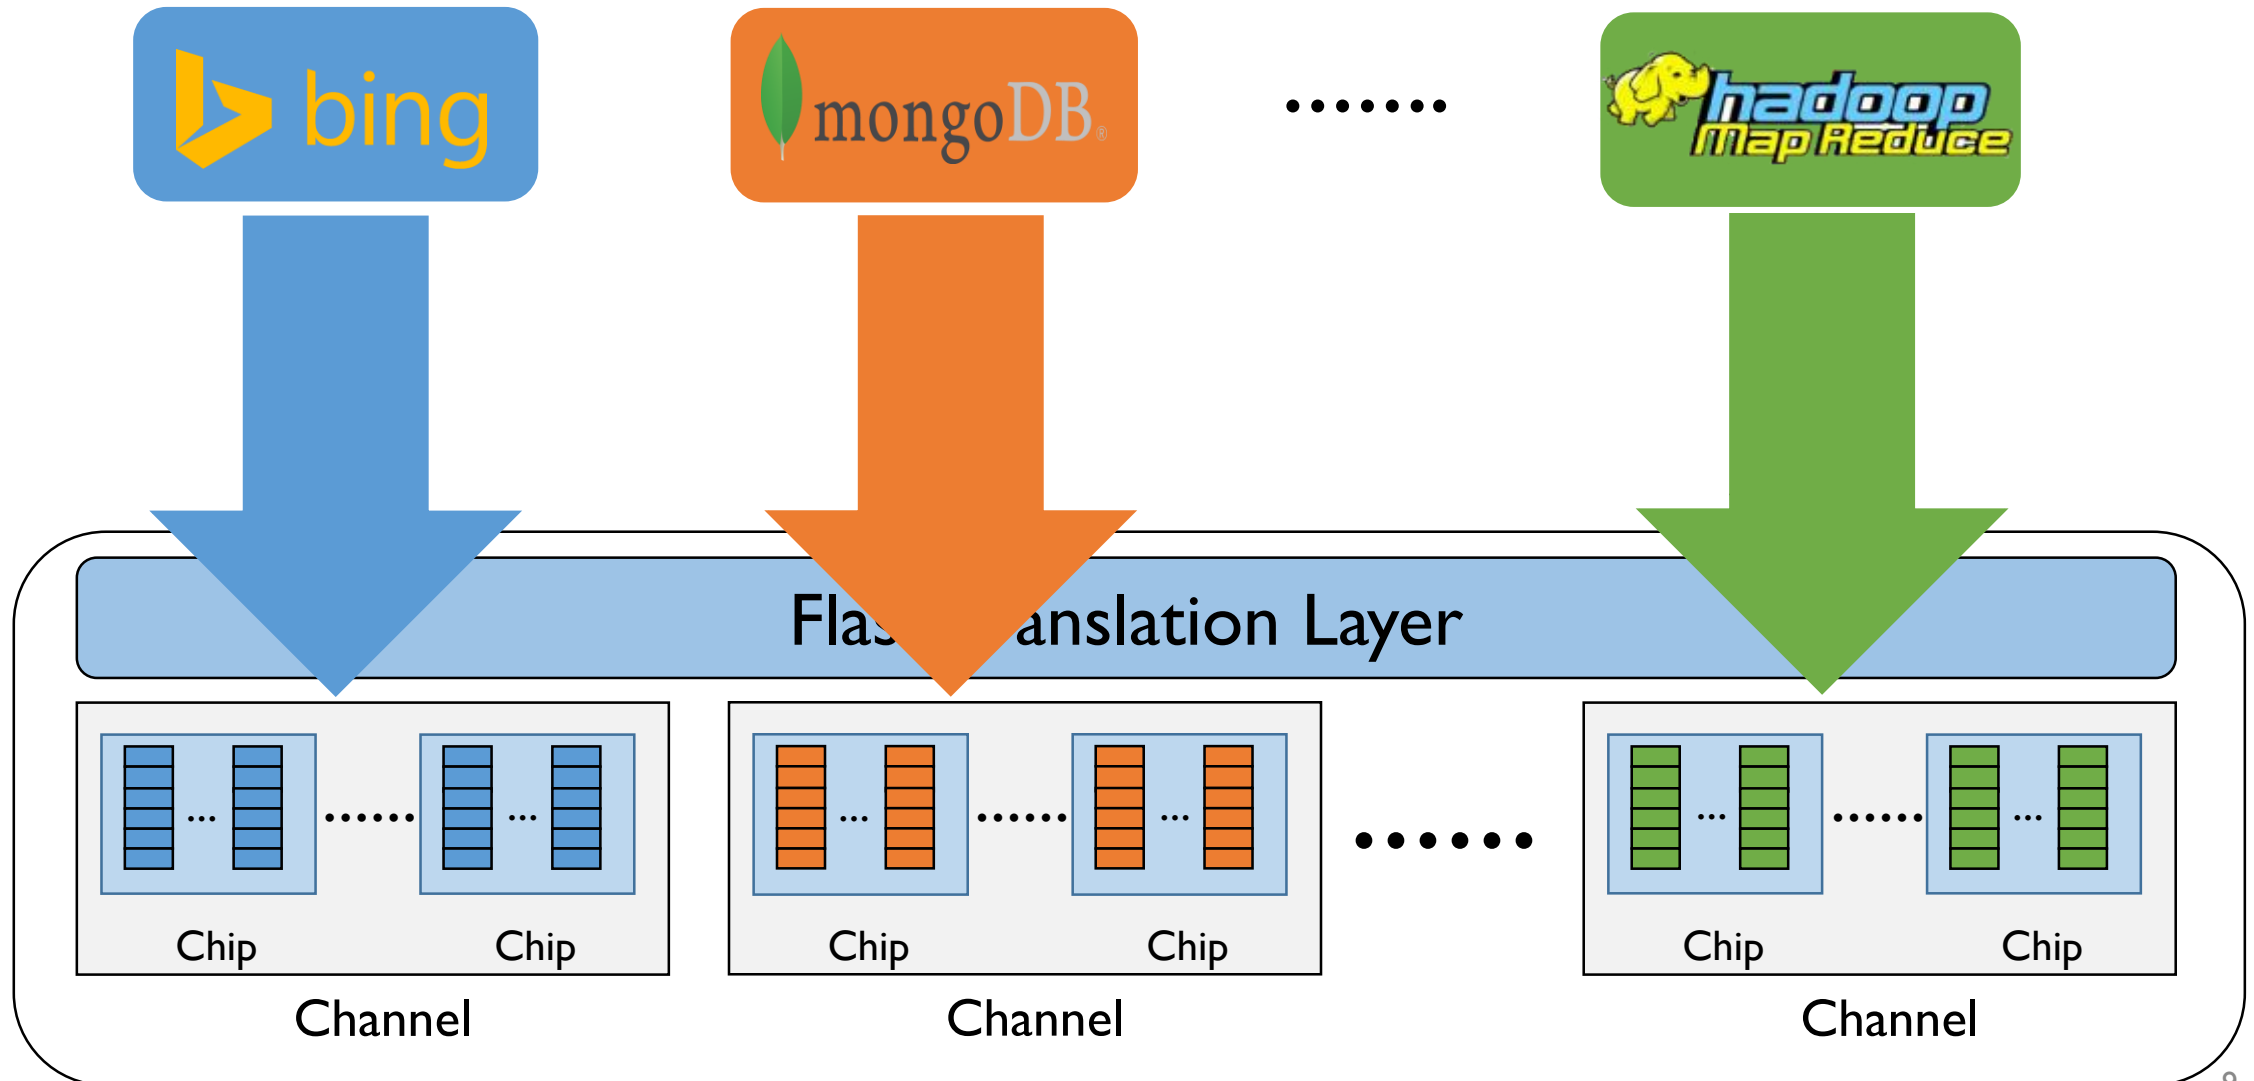 bing
mongoDB®
hadoop
Map Reduce
Flas anslation Layer
Chip Chip Chip Chip Chip Chip
Channel Channel Channel